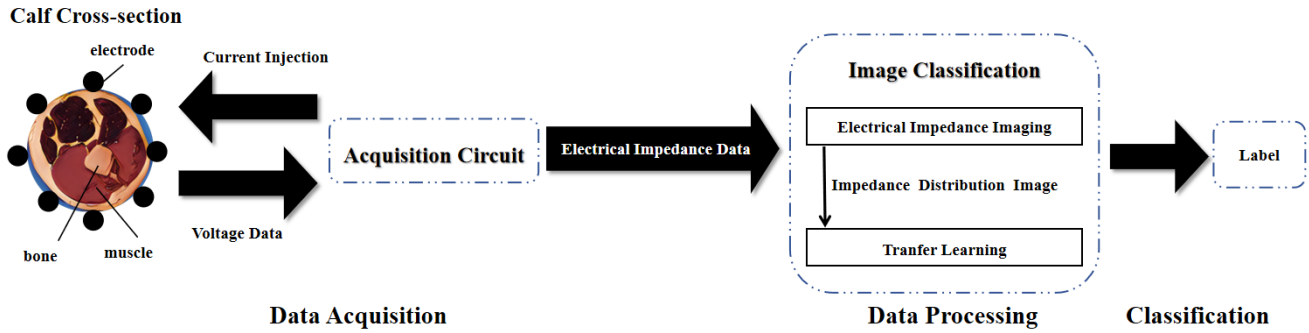 Calf Cross-section
electrode
Current Injection
Image Classification
Electrical Impedance Imaging
Acquisition Circuit
Electrical Impedance Data
Label
Impedance Distribution Image
Voltage Data
bone
muscle
Tranfer Learning
Data Acquisition
Data Processing
Classification